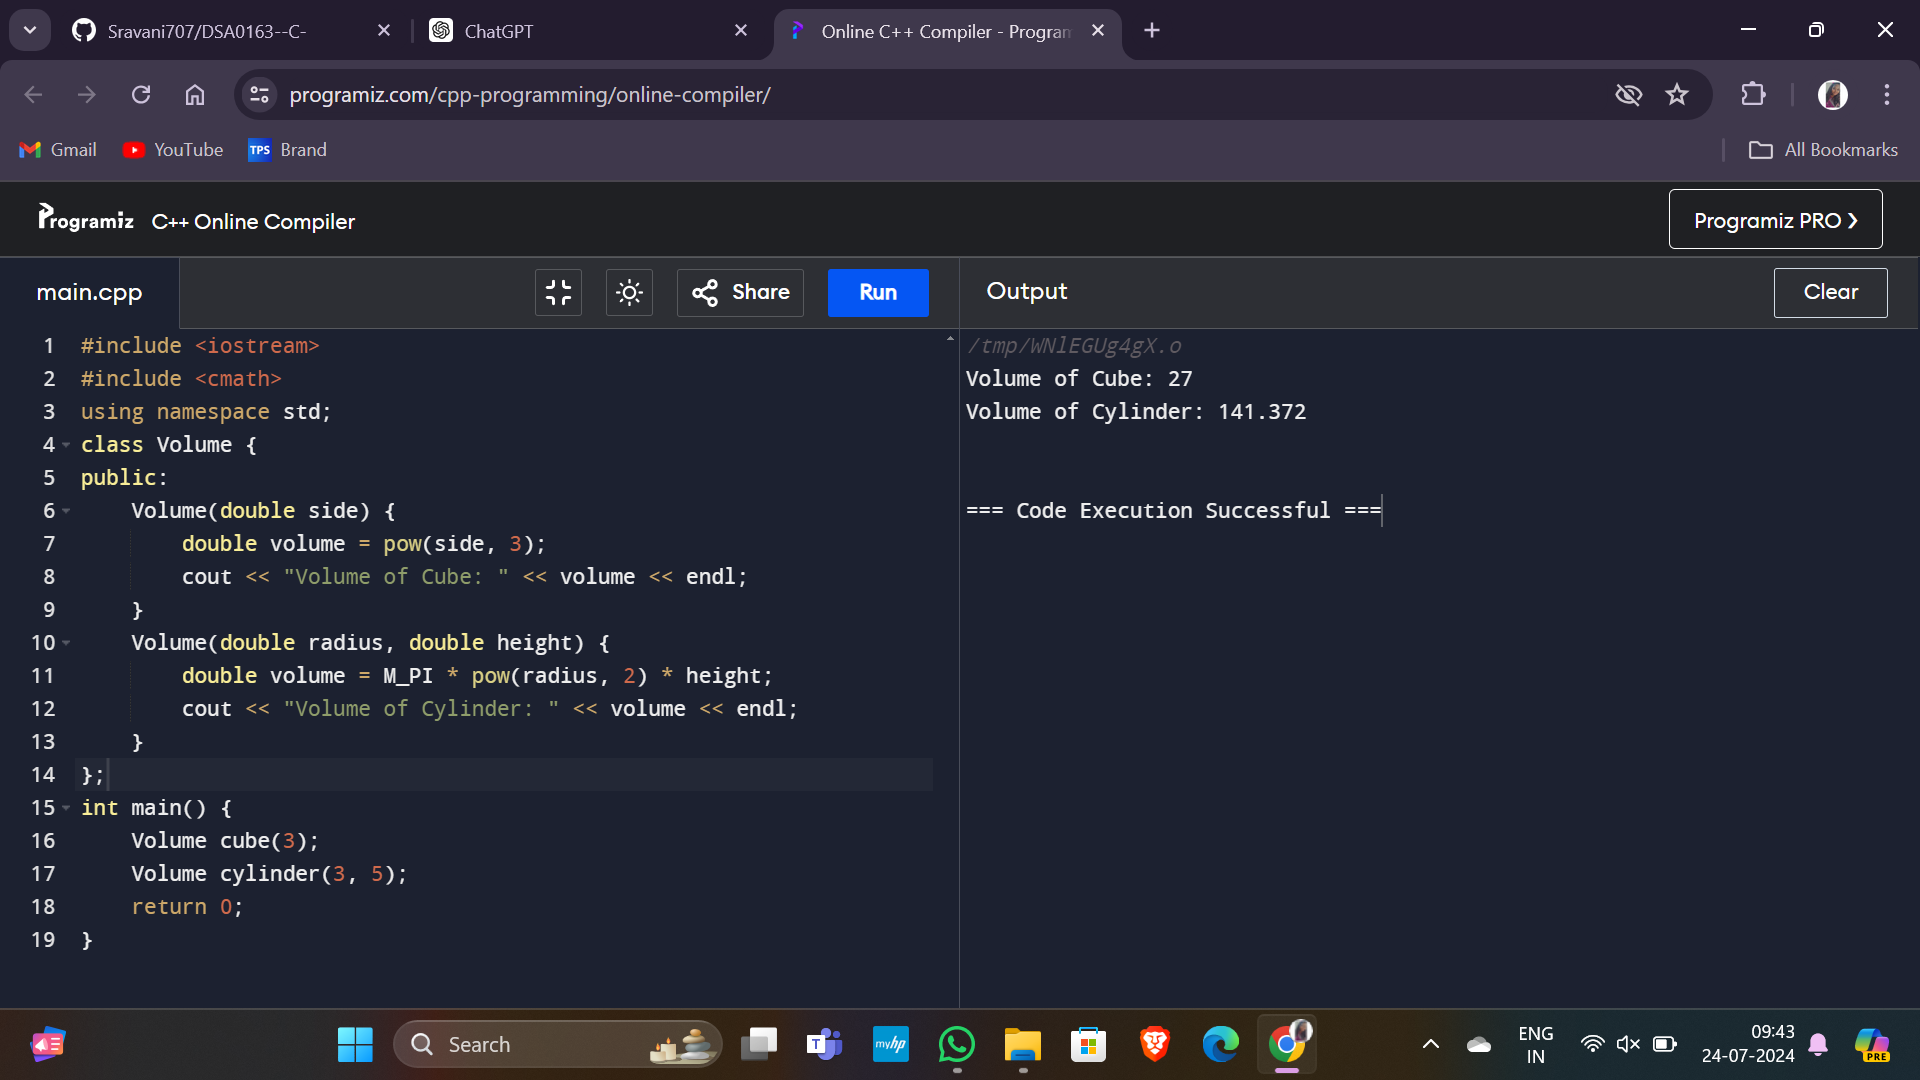 Sravani707/DSA0163--C-
ChatGPT
Online C++ Compiler - Program
programiz.com/cpp-programming/online-compiler/
Gmail
YouTube
TPS Brand
All Bookmarks
Programiz C++ Online Compiler
Programiz PRO ›
main.cpp
Share
Run
Output
Clear
1 #include <iostream>
2 #include <cmath>
3 using namespace std;
4 class Volume {
5 public:
6 Volume(double side) {
7 double volume = pow(side, 3);
8 cout << "Volume of Cube: " << volume << endl;
9 }
10 Volume(double radius, double height) {
11 double volume = M_PI * pow(radius, 2) * height;
12 cout << "Volume of Cylinder: " << volume << endl;
13 }
14 };
15 int main() {
16 Volume cube(3);
17 Volume cylinder(3, 5);
18 return 0;
19 }
/tmp/WNlEGUg4gX.o
Volume of Cube: 27
Volume of Cylinder: 141.372
=== Code Execution Successful ===
Search
T
myhp
ENG
IN
09:43
24-07-2024
PRE